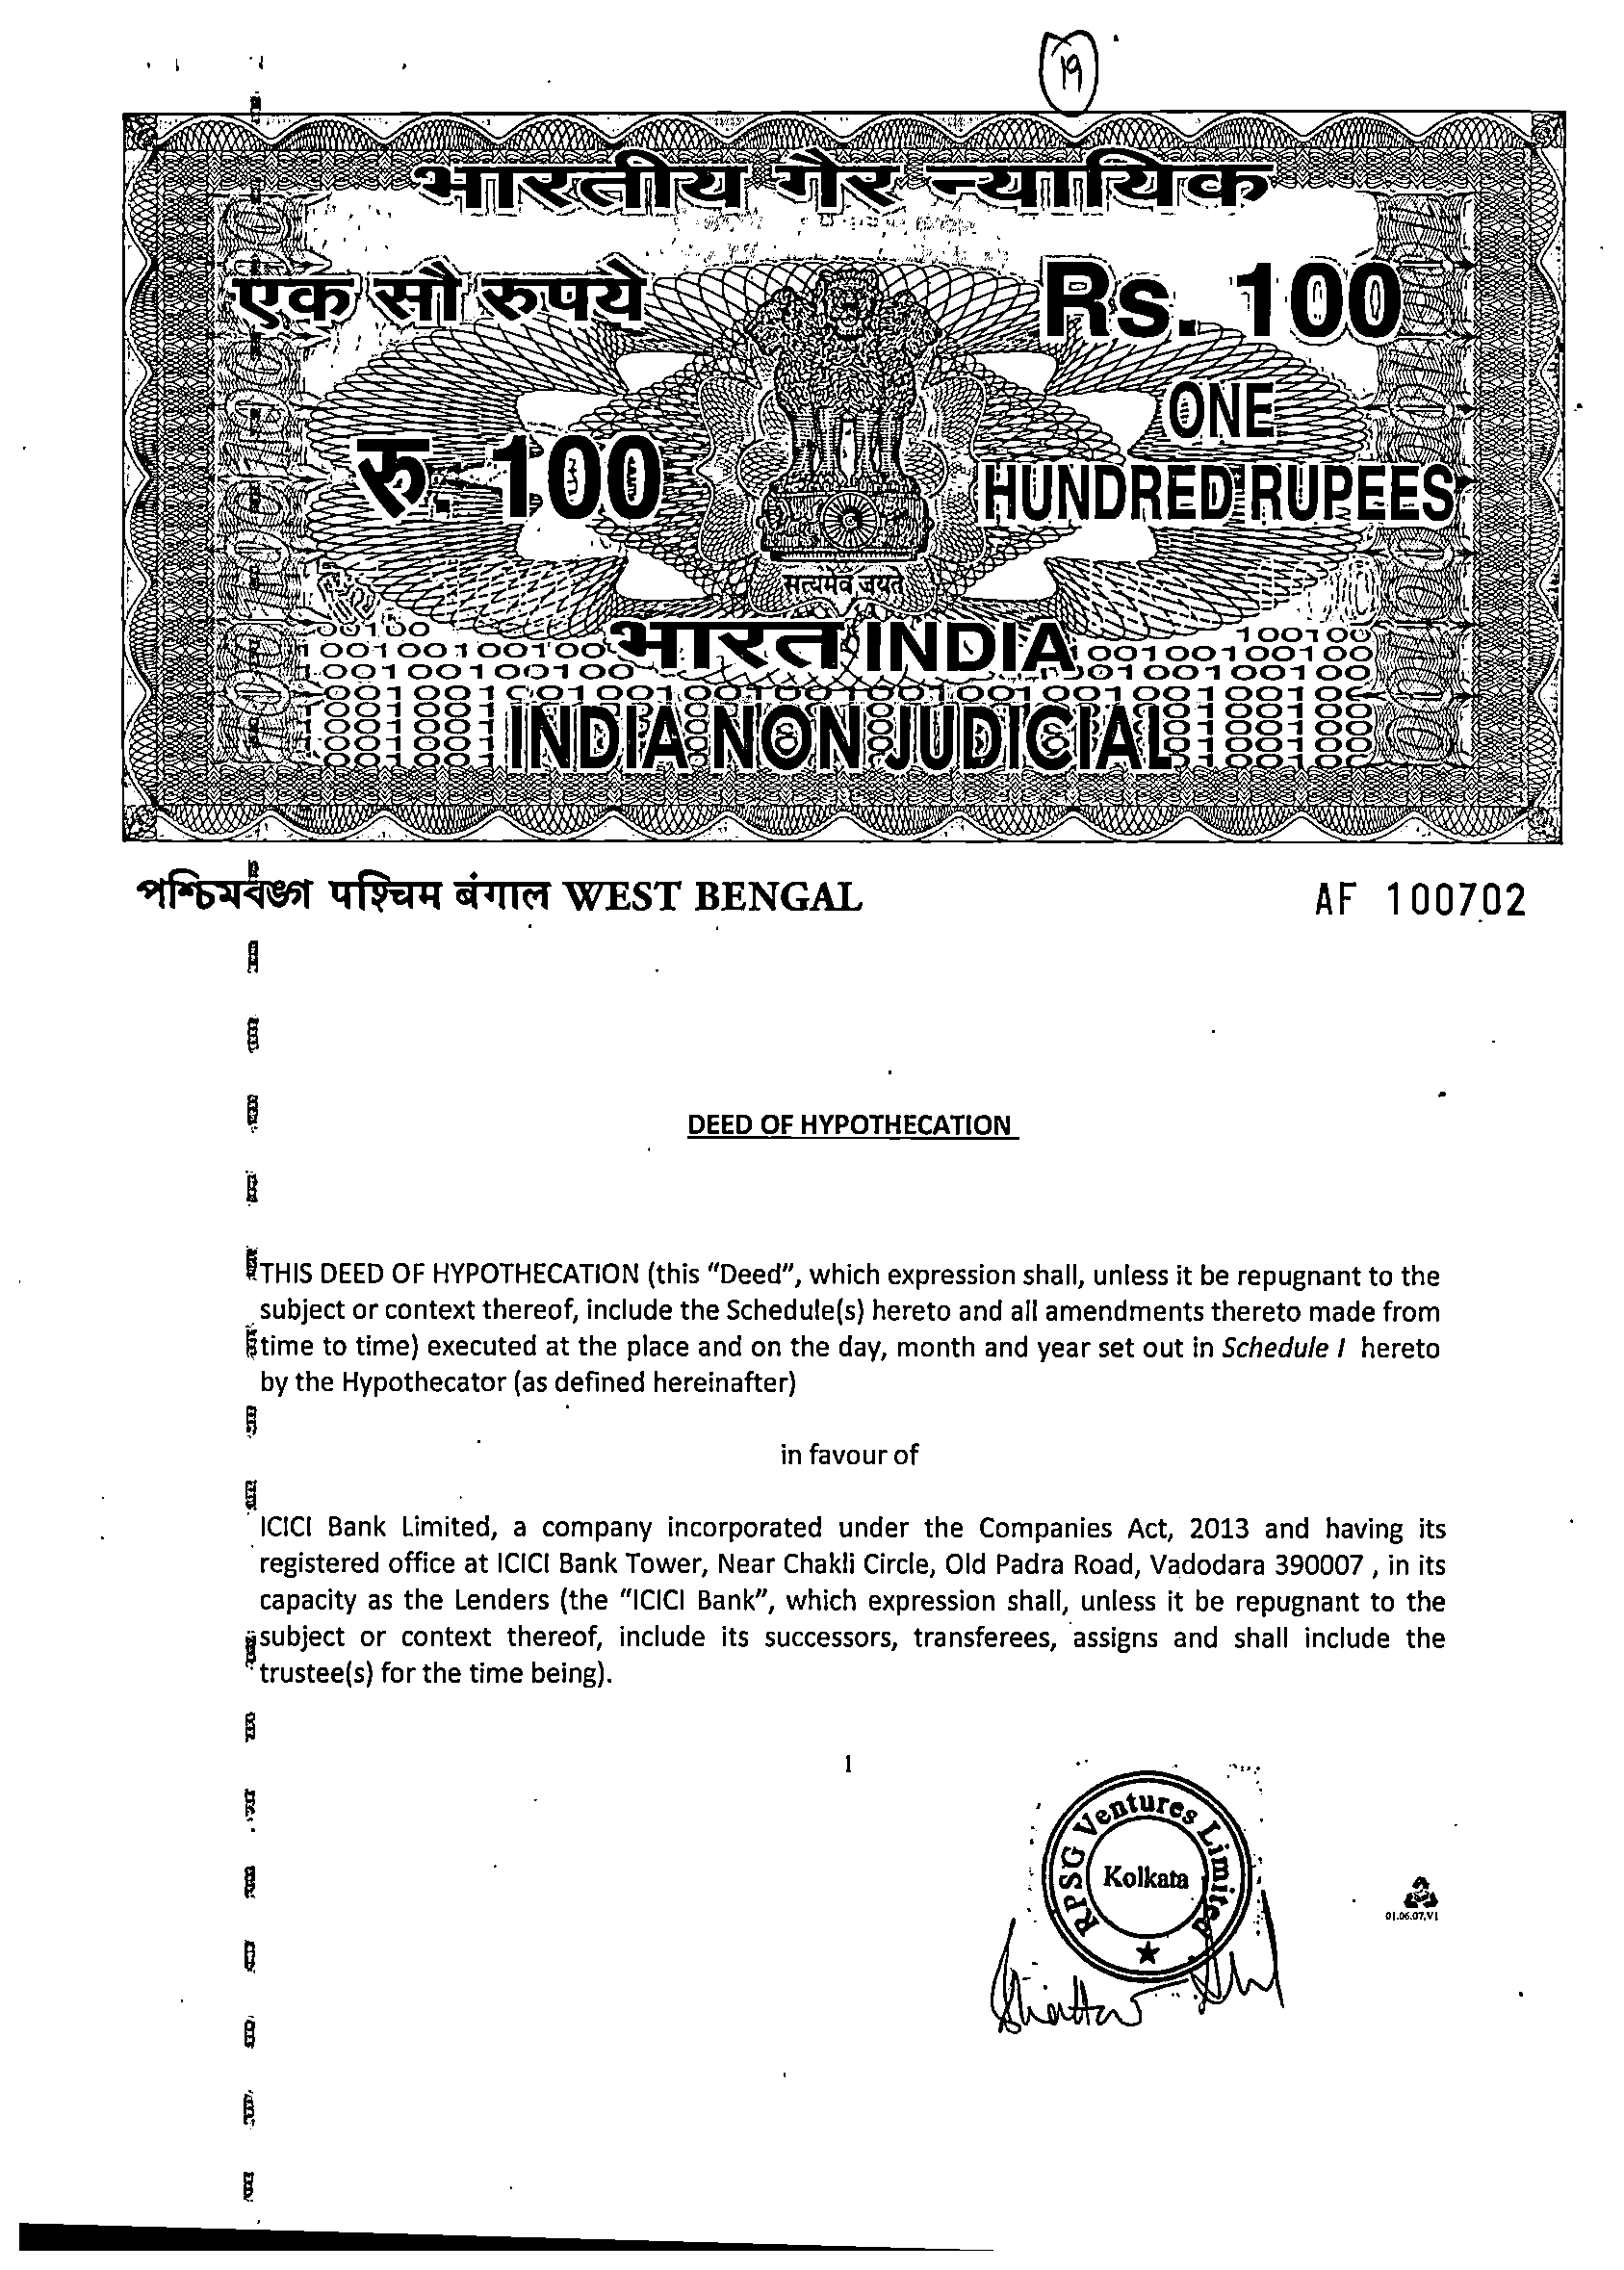 19
भारतीय गैर न्यायिक
एक सौ रुपये
Rs. 100
रु. 100
ONE
HUNDRED RUPEES
सत्यमेव जयते
भारत INDIA
INDIA NON JUDICIAL
পশ্চিমবঙ্গ पश्चिम बंगाल WEST BENGAL
AF 100702
DEED OF HYPOTHECATION
THIS DEED OF HYPOTHECATION (this "Deed", which expression shall, unless it be repugnant to the
subject or context thereof, include the Schedule(s) hereto and all amendments thereto made from
time to time) executed at the place and on the day, month and year set out in Schedule I hereto
by the Hypothecator (as defined hereinafter)
in favour of
ICICI Bank Limited, a company incorporated under the Companies Act, 2013 and having its
registered office at ICICI Bank Tower, Near Chakli Circle, Old Padra Road, Vadodara 390007 , in its
capacity as the Lenders (the "ICICI Bank", which expression shall, unless it be repugnant to the
subject or context thereof, include its successors, transferees, assigns and shall include the
trustee(s) for the time being).
1
RPSG Ventures Limited
Kolkata
01.06.07.V1